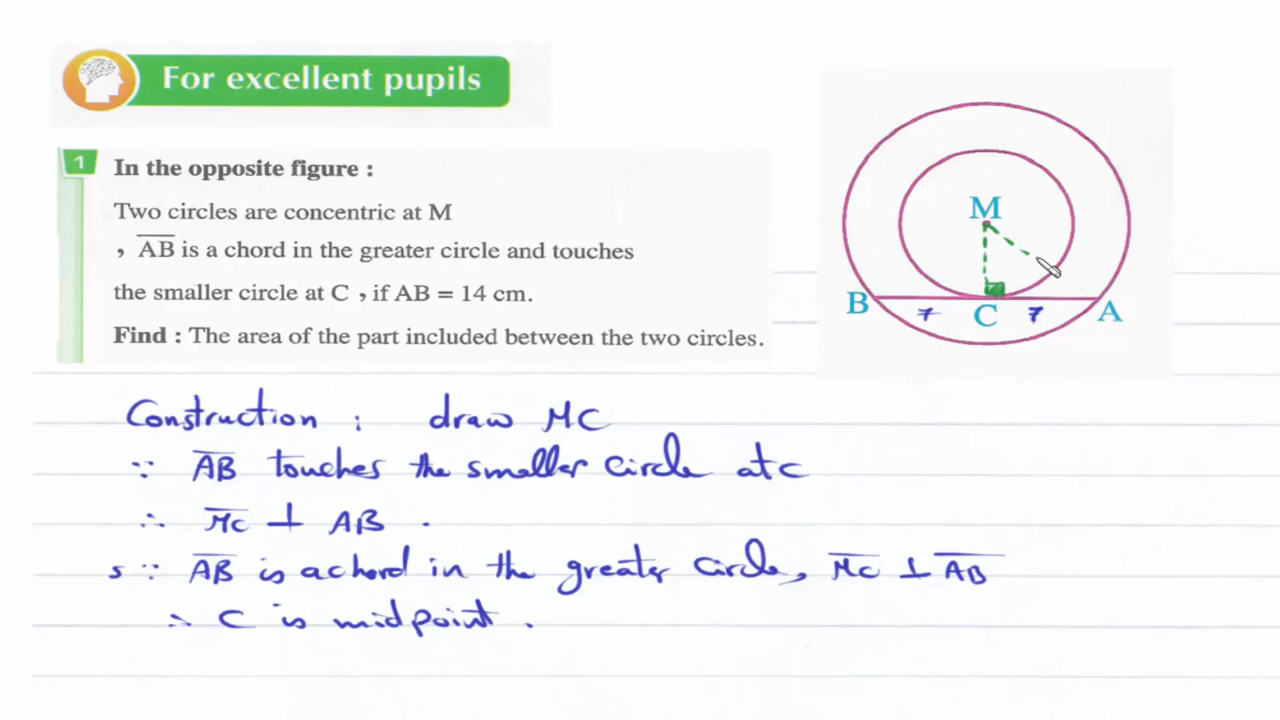 For excellent pupils
1 In the opposite figure :
Two circles are concentric at M
, AB is a chord in the greater circle and touches
the smaller circle at C , if AB = 14 cm.
Find : The area of the part included between the two circles.
M
B
C
A
7
7
Construction : draw MC
∵ AB touches the smaller circle at C
∴ MC ⊥ AB .
, ∵ AB is a chord in the greater circle, MC ⊥ AB
∴ C is midpoint .